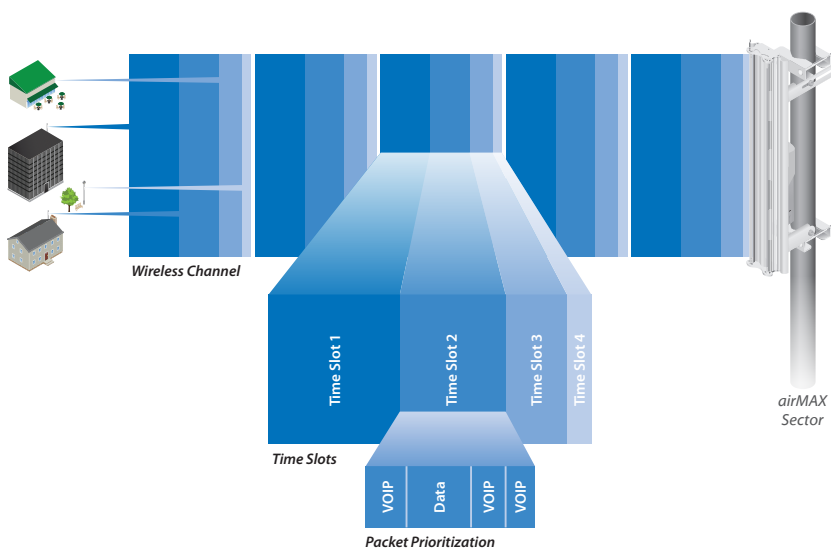 Wireless Channel
Time Slot 1
Time Slot 2
Time Slot 3
Time Slot 4
airMAX
Sector
Time Slots
VOIP
Data
VOIP
VOIP
Packet Prioritization